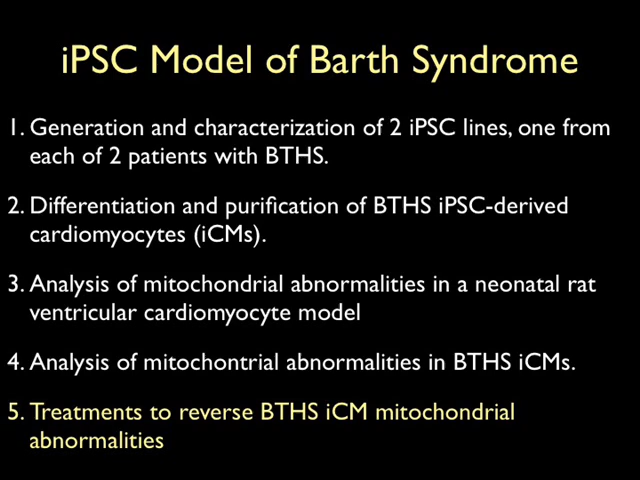 iPSC Model of Barth Syndrome
1. Generation and characterization of 2 iPSC lines, one from
each of 2 patients with BTHS.
2. Differentiation and purification of BTHS iPSC-derived
cardiomyocytes (iCMs).
3. Analysis of mitochondrial abnormalities in a neonatal rat
ventricular cardiomyocyte model
4. Analysis of mitochontrial abnormalities in BTHS iCMs.
5. Treatments to reverse BTHS iCM mitochondrial
abnormalities